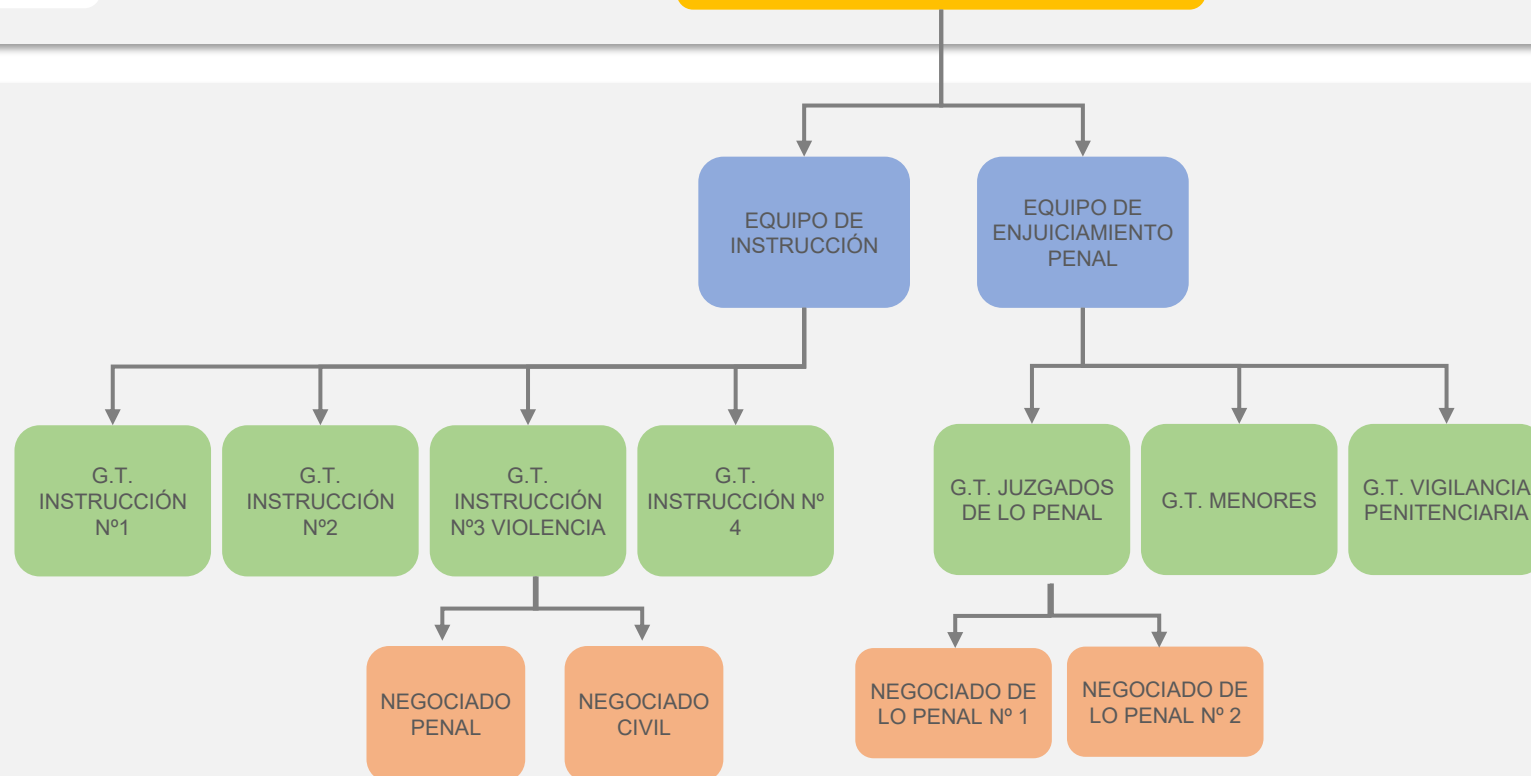 EQUIPO DE
INSTRUCCIÓN
EQUIPO DE
ENJUICIAMIENTO
PENAL
G.T.
INSTRUCCIÓN
Nº1
G.T.
INSTRUCCIÓN
Nº2
G.T.
INSTRUCCIÓN
Nº3 VIOLENCIA
G.T.
INSTRUCCIÓN Nº
4
G.T. JUZGADOS
DE LO PENAL
G.T. MENORES
G.T. VIGILANCIA
PENITENCIARIA
NEGOCIADO
PENAL
NEGOCIADO
CIVIL
NEGOCIADO DE
LO PENAL Nº 1
NEGOCIADO DE
LO PENAL Nº 2